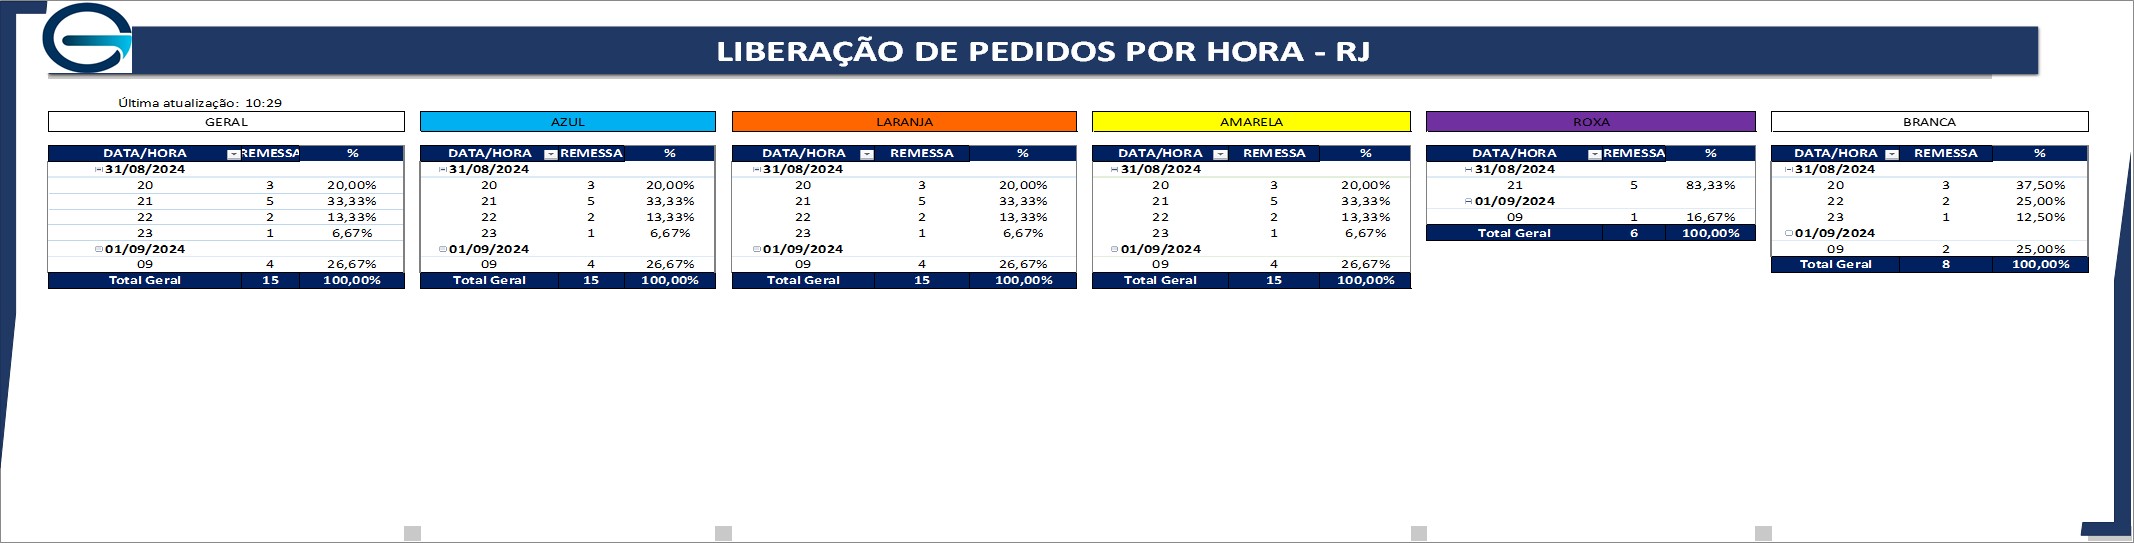 LIBERAÇÃO DE PEDIDOS POR HORA - RJ
Última atualização: 10:29
GERAL
DATA/HORA REMESSA %
31/08/2024
20 3 20,00%
21 5 33,33%
22 2 13,33%
23 1 6,67%
01/09/2024
09 4 26,67%
Total Geral 15 100,00%
AZUL
DATA/HORA REMESSA %
31/08/2024
20 3 20,00%
21 5 33,33%
22 2 13,33%
23 1 6,67%
01/09/2024
09 4 26,67%
Total Geral 15 100,00%
LARANJA
DATA/HORA REMESSA %
31/08/2024
20 3 20,00%
21 5 33,33%
22 2 13,33%
23 1 6,67%
01/09/2024
09 4 26,67%
Total Geral 15 100,00%
AMARELA
DATA/HORA REMESSA %
31/08/2024
20 3 20,00%
21 5 33,33%
22 2 13,33%
23 1 6,67%
01/09/2024
09 4 26,67%
Total Geral 15 100,00%
ROXA
DATA/HORA REMESSA %
31/08/2024
21 5 83,33%
01/09/2024
09 1 16,67%
Total Geral 6 100,00%
BRANCA
DATA/HORA REMESSA %
31/08/2024
20 3 37,50%
22 2 25,00%
23 1 12,50%
01/09/2024
09 2 25,00%
Total Geral 8 100,00%